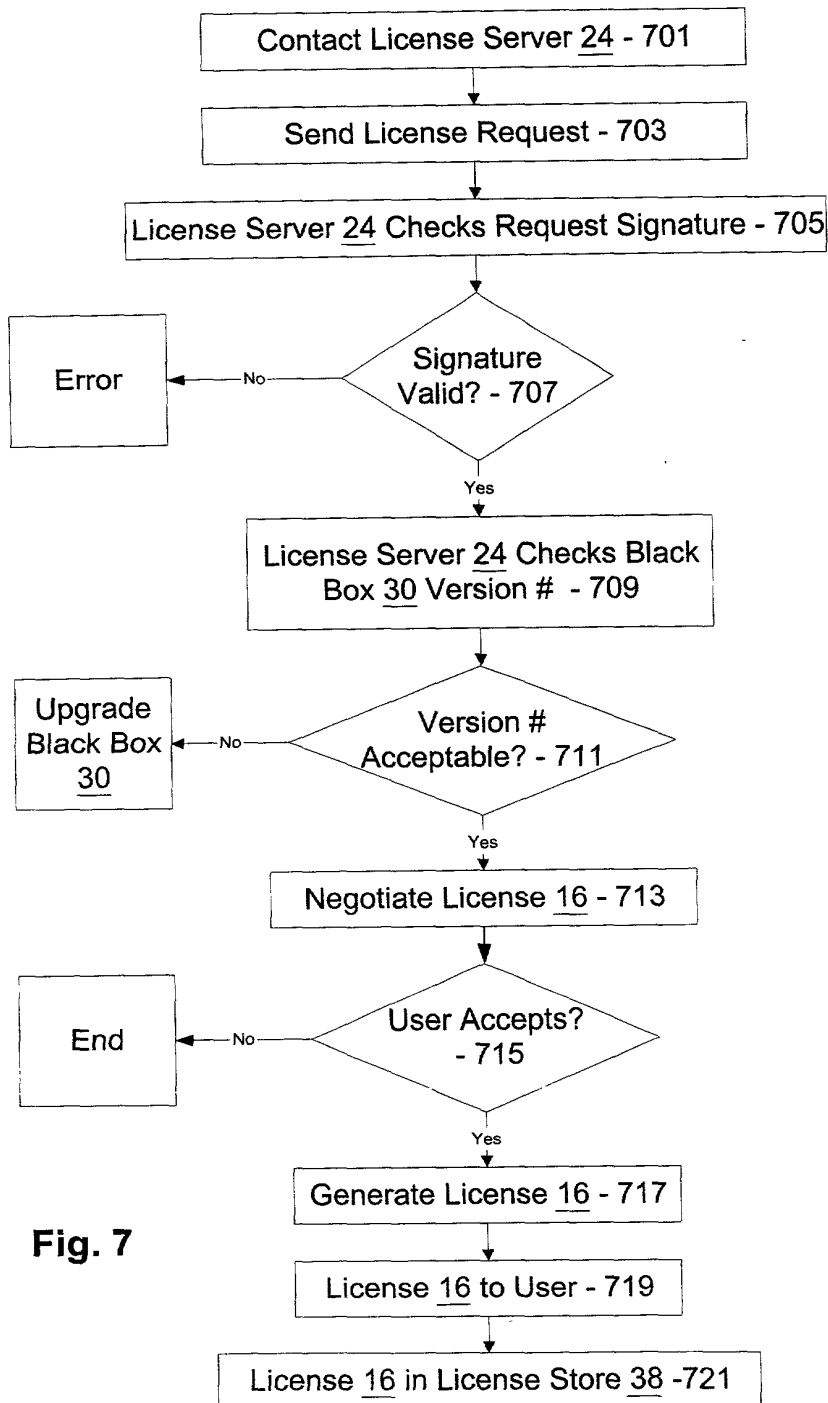 Contact License Server 24 - 701
Send License Request - 703
License Server 24 Checks Request Signature - 705
Signature
Valid? - 707
No
Error
Yes
License Server 24 Checks Black
Box 30 Version # - 709
Version #
Acceptable? - 711
No
Upgrade
Black Box
30
Yes
Negotiate License 16 - 713
User Accepts?
- 715
No
End
Yes
Generate License 16 - 717
License 16 to User - 719
License 16 in License Store 38 -721
Fig. 7